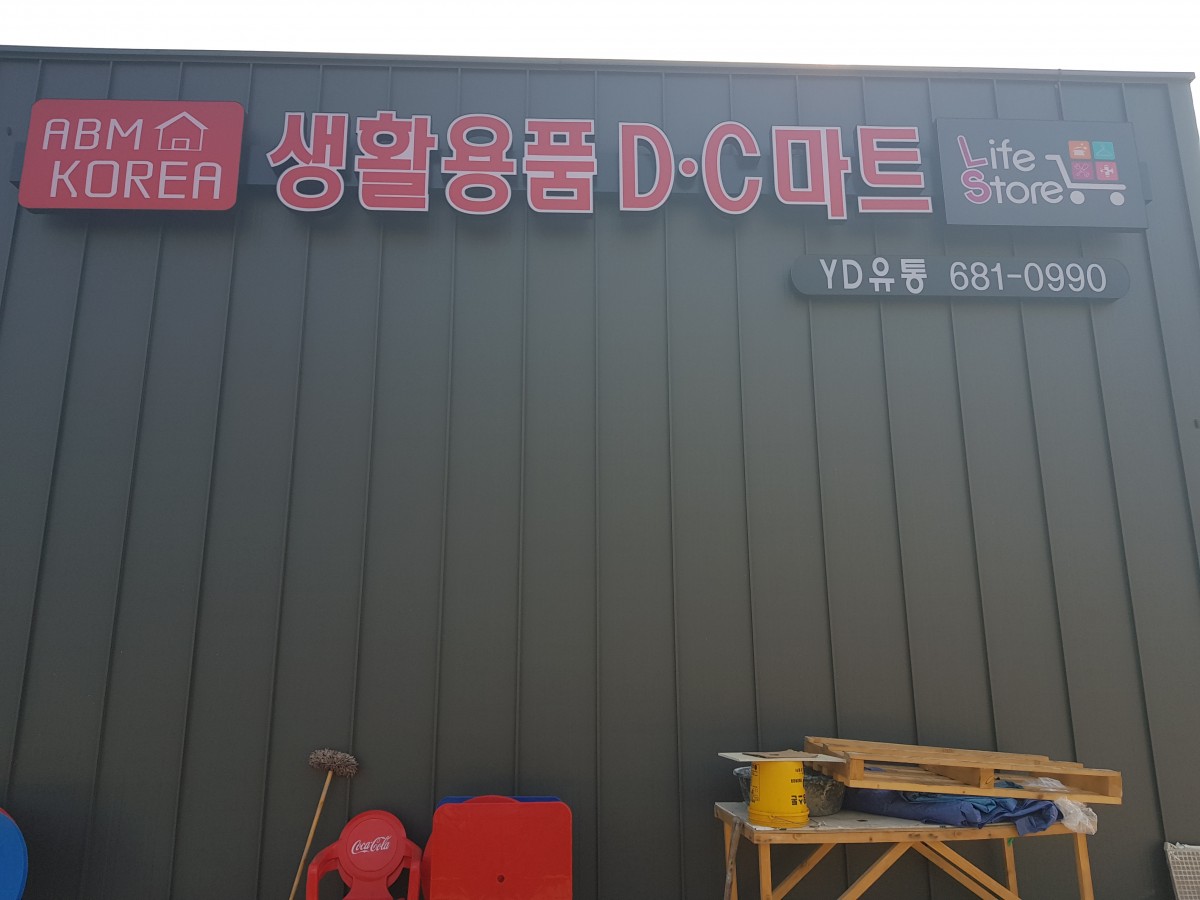 ABM
KOREA
생활용품 D·C마트
Life
Store
YD유통 681-0990
Coca-Cola